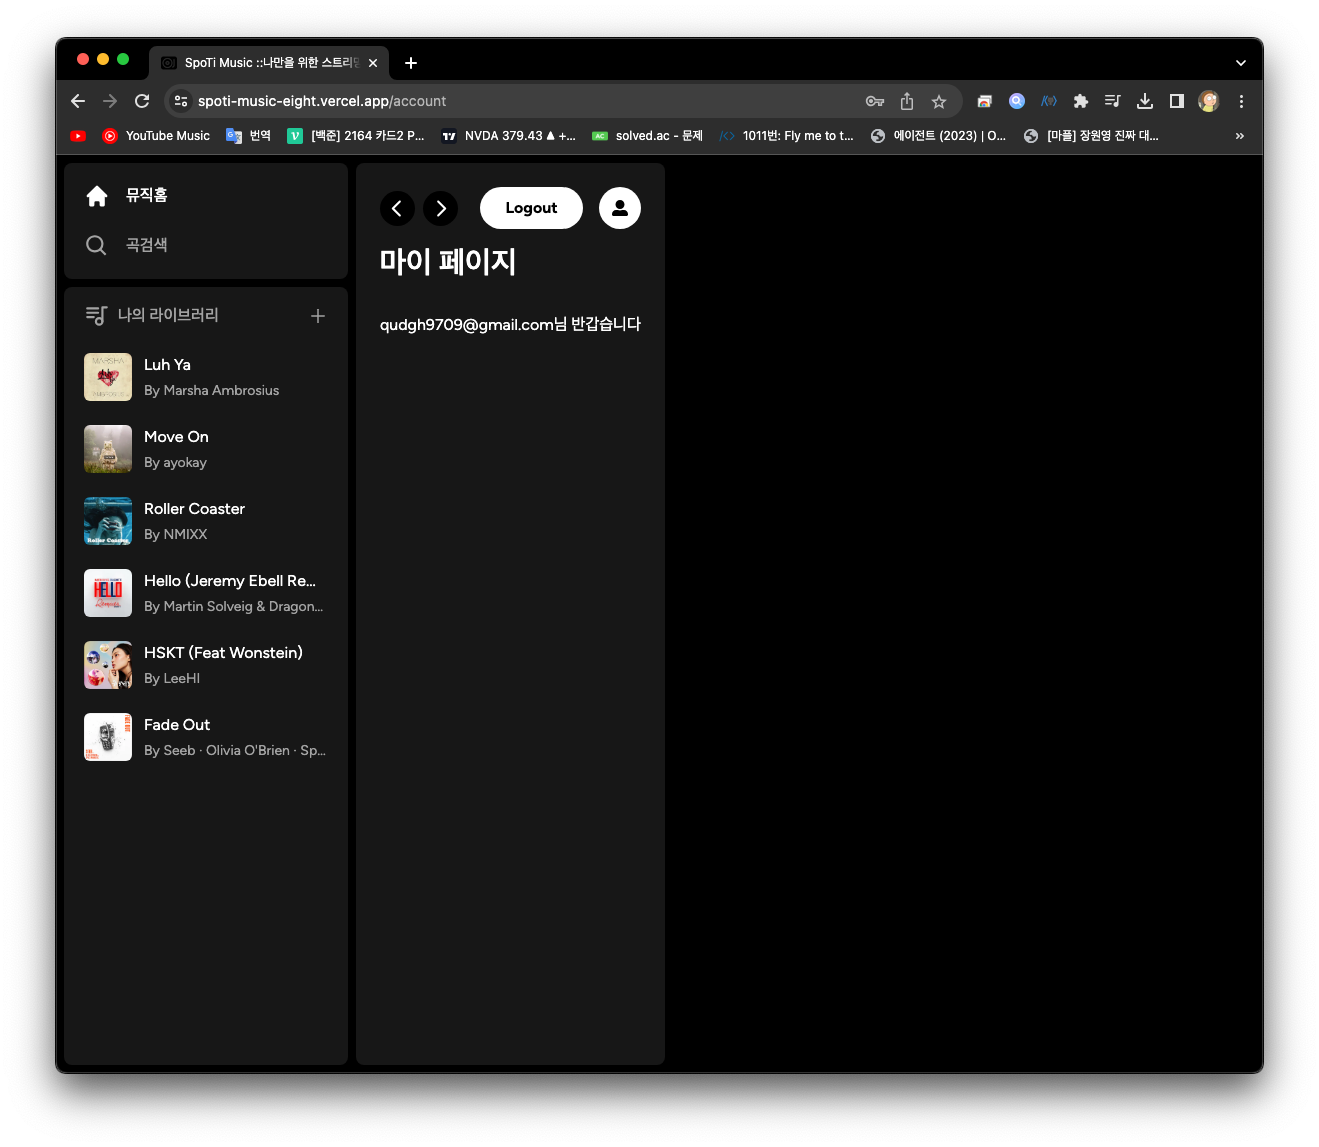 SpoTi Music ::나만을 위한 스트리밍
spoti-music-eight.vercel.app/account
YouTube Music
번역
[백준] 2164 카드2 P...
NVDA 379.43 ▲ +...
solved.ac - 문제
1011번: Fly me to t...
에이전트 (2023) | O...
[마플] 장원영 진짜 대...
뮤직홈
곡검색
나의 라이브러리
MARSHA
Luh Ya
By Marsha Ambrosius
Move On
By ayokay
Roller Coaster
Roller Coaster
By NMIXX
HELLO
Hello (Jeremy Ebell Re...
By Martin Solveig & Dragon...
HSKT (Feat Wonstein)
By LeeHI
Fade Out
By Seeb · Olivia O'Brien · Sp...
Logout
마이 페이지
qudgh9709@gmail.com님 반갑습니다